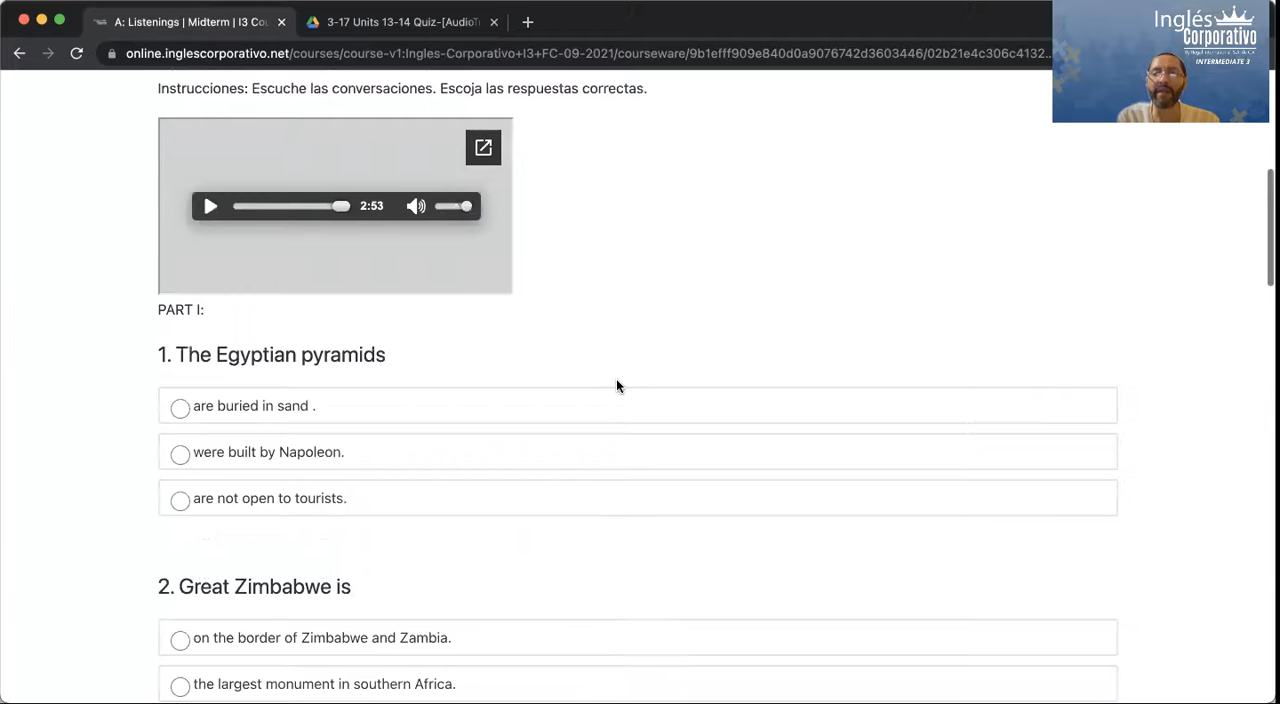 A: Listenings | Midterm | I3 Co
3-17 Units 13-14 Quiz-[Audio
online.inglescorporativo.net/courses/course-v1:Ingles-Corporativo+I3+FC-09-2021/courseware/9b1efff909e840d0a9076742d3603446/02b21e4c306c4132...
Inglés
Corporativo
INTERMEDIATE 3
Instrucciones: Escuche las conversaciones. Escoja las respuestas correctas.
2:53
PART I:
1. The Egyptian pyramids
are buried in sand .
were built by Napoleon.
are not open to tourists.
2. Great Zimbabwe is
on the border of Zimbabwe and Zambia.
the largest monument in southern Africa.